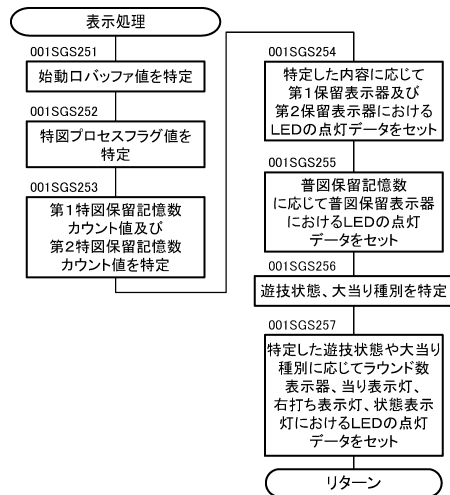 表示処理
001SGS251
始動口バッファ値を特定
001SGS252
特図プロセスフラグ値を
特定
001SGS253
第1特図保留記憶数
カウント値及び
第2特図保留記憶数
カウント値を特定
001SGS254
特定した内容に応じて
第1保留表示器及び
第2保留表示器における
LEDの点灯データをセット
001SGS255
普図保留記憶数
に応じて普図保留表示器
におけるLEDの点灯
データをセット
001SGS256
遊技状態、大当り種別を特定
001SGS257
特定した遊技状態や大当り
種別に応じてラウンド数
表示器、当り表示灯、
右打ち表示灯、状態表示
灯におけるLEDの点灯
データをセット
リターン